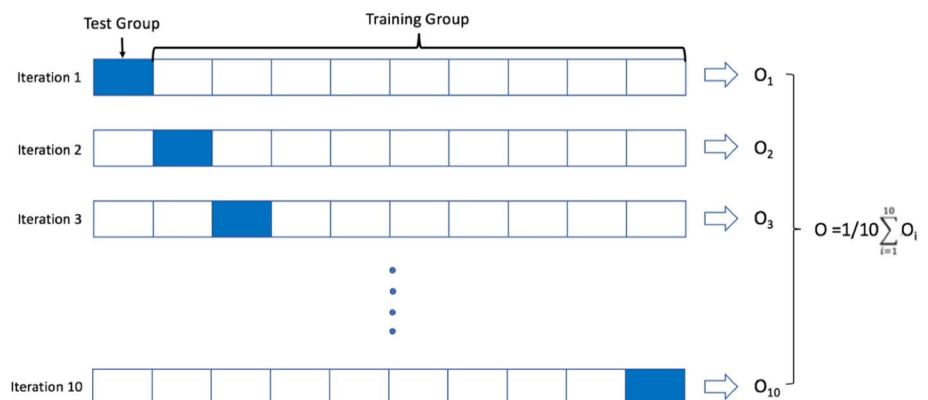 Test Group
Training Group
Iteration 1
O₁
Iteration 2
O₂
Iteration 3
O₃
O =1/10 ∑ᵢ₌₁¹⁰ Oᵢ
Iteration 10
O₁₀